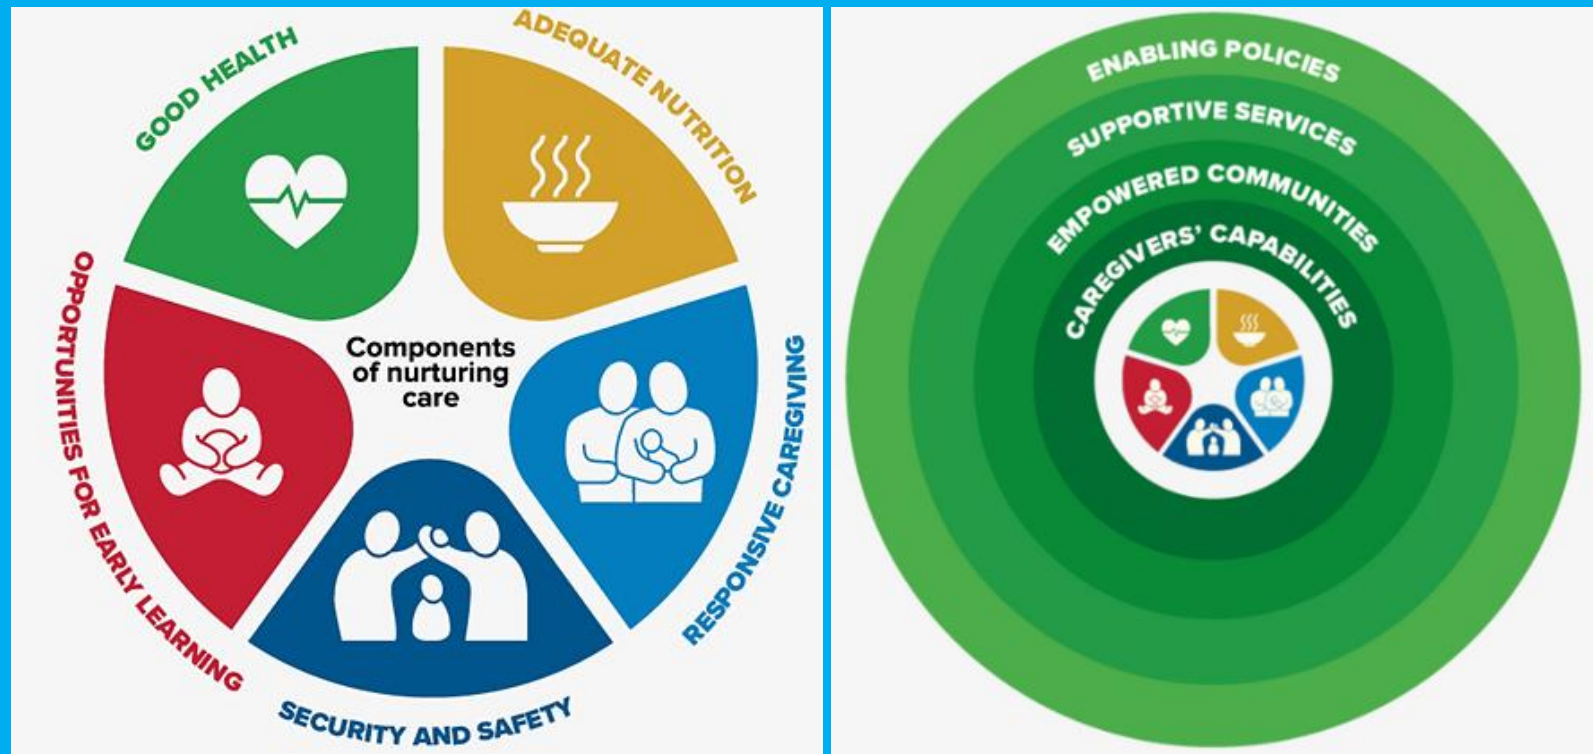 GOOD HEALTH
ADEQUATE NUTRITION
OPPORTUNITIES FOR EARLY LEARNING
Components
of nurturing
care
RESPONSIVE CAREGIVING
SECURITY AND SAFETY
ENABLING POLICIES
SUPPORTIVE SERVICES
EMPOWERED COMMUNITIES
CAREGIVERS' CAPABILITIES